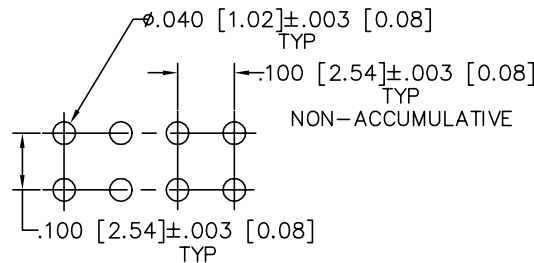 ⌀.040 [1.02]±.003 [0.08]
TYP
.100 [2.54]±.003 [0.08]
TYP
NON-ACCUMULATIVE
.100 [2.54]±.003 [0.08]
TYP